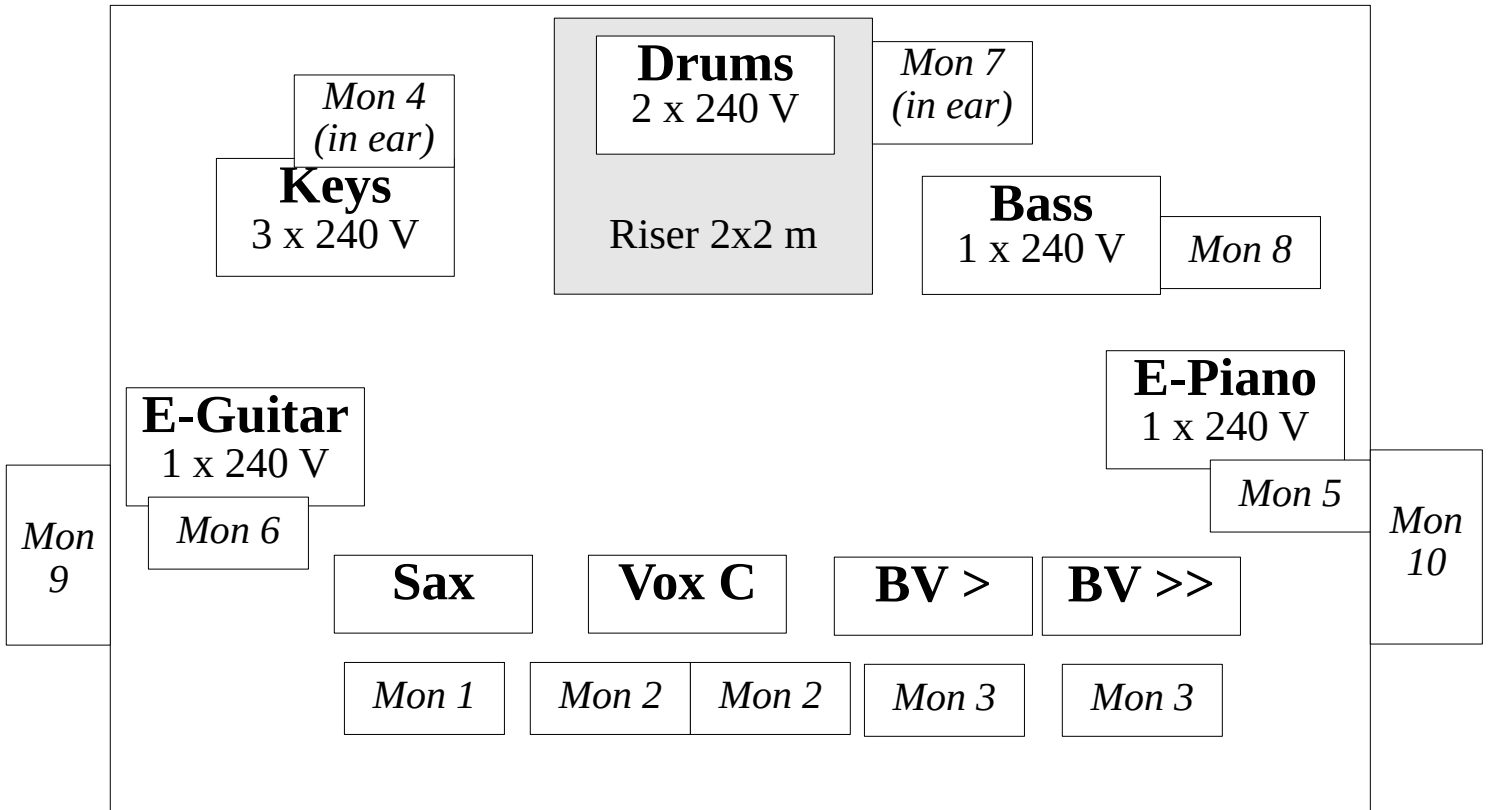 Drums
2 x 240 V
Mon 7
(in ear)
Mon 4
(in ear)
Keys
3 x 240 V
Riser 2x2 m
Bass
1 x 240 V
Mon 8
E-Guitar
1 x 240 V
E-Piano
1 x 240 V
Mon
9
Mon 6
Mon 5
Mon
10
Sax
Vox C
BV >
BV >>
Mon 1
Mon 2
Mon 2
Mon 3
Mon 3